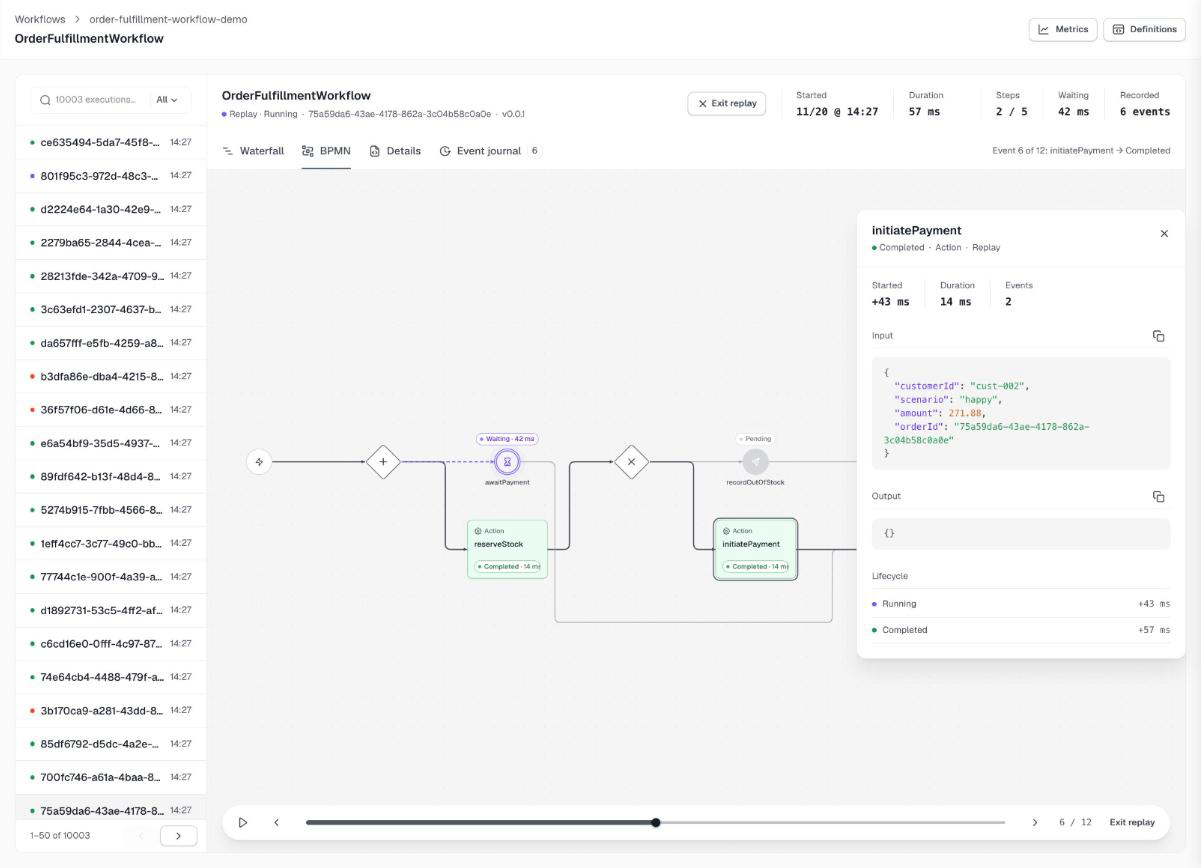 Workflows > order-fulfillment-workflow-demo
OrderFulfillmentWorkflow
Metrics
Definitions
10003 executions...
All
ce635494-5da7-45f8-... 14:27
801f95c3-972d-48c3-... 14:27
d2224e64-1a30-42e9-... 14:27
2279ba65-2844-4cea-... 14:27
28213fde-342a-4709-9... 14:27
3c63efd1-2307-4637-b... 14:27
da657fff-e5fb-4259-a8... 14:27
b3dfa86e-dba4-4215-8... 14:27
36f57f06-d61e-4d66-8... 14:27
e6a54bf9-35d5-4937-... 14:27
89fdf642-b13f-48d4-8... 14:27
5274b915-7fbb-4566-8... 14:27
1eff4cc7-3c77-49c0-bb... 14:27
77744c1e-900f-4a39-a... 14:27
d1892731-53c5-4ff2-af... 14:27
c6cd16e0-0fff-4c97-87... 14:27
74e64cb4-4488-479f-a... 14:27
3b170ca9-a281-43dd-8... 14:27
85df6792-d5dc-4a2e-... 14:27
700fc746-a61a-4baa-8... 14:27
75a59da6-43ae-4178-8... 14:27
1–50 of 10003
OrderFulfillmentWorkflow
Replay · Running · 75a59da6-43ae-4178-862a-3c04b58c0a0e · v0.0.1
Exit replay
Started
11/20 @ 14:27
Duration
57 ms
Steps
2 / 5
Waiting
42 ms
Recorded
6 events
Waterfall
BPMN
Details
Event journal 6
Event 6 of 12: initiatePayment → Completed
Waiting · 42 ms
awaitPayment
Action
reserveStock
Completed · 14 ms
Pending
recordOutOfStock
Action
initiatePayment
Completed · 14 ms
initiatePayment
Completed · Action · Replay
Started
+43 ms
Duration
14 ms
Events
2
Input
{
"customerId": "cust-002",
"scenario": "happy",
"amount": 271.88,
"orderId": "75a59da6-43ae-4178-862a-
3c04b58c0a0e"
}
Output
{}
Lifecycle
Running +43 ms
Completed +57 ms
6 / 12
Exit replay